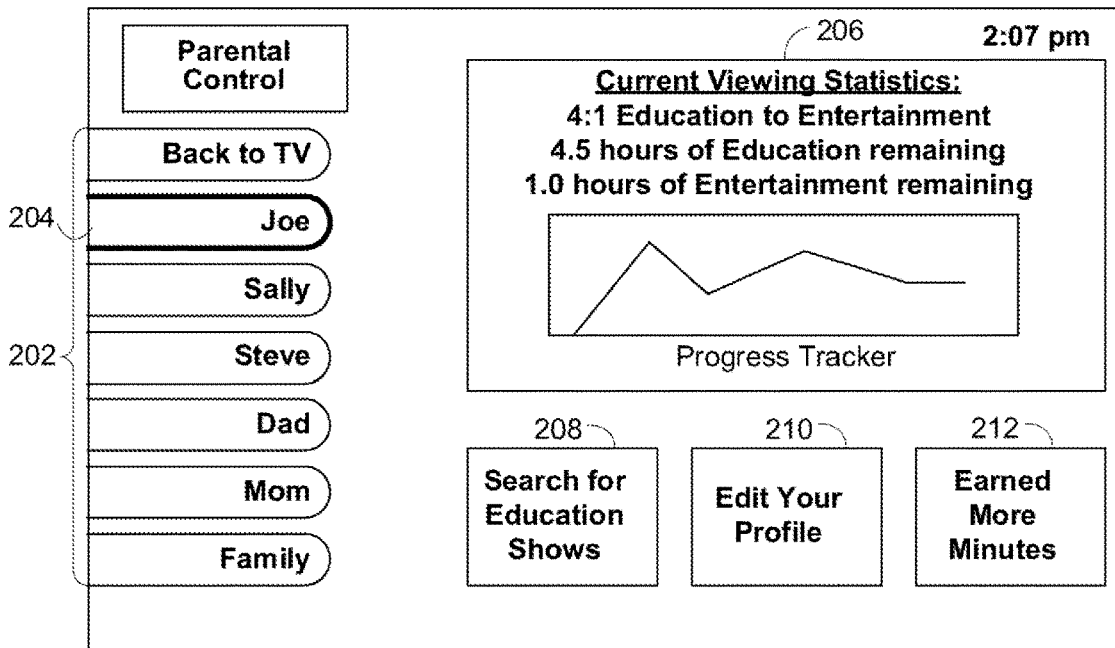 206
2:07 pm
Parental
Control
Current Viewing Statistics:
4:1 Education to Entertainment
4.5 hours of Education remaining
1.0 hours of Entertainment remaining
Progress Tracker
Back to TV
204
Joe
Sally
202
Steve
Dad
Mom
Family
208
Search for
Education
Shows
210
Edit Your
Profile
212
Earned
More
Minutes